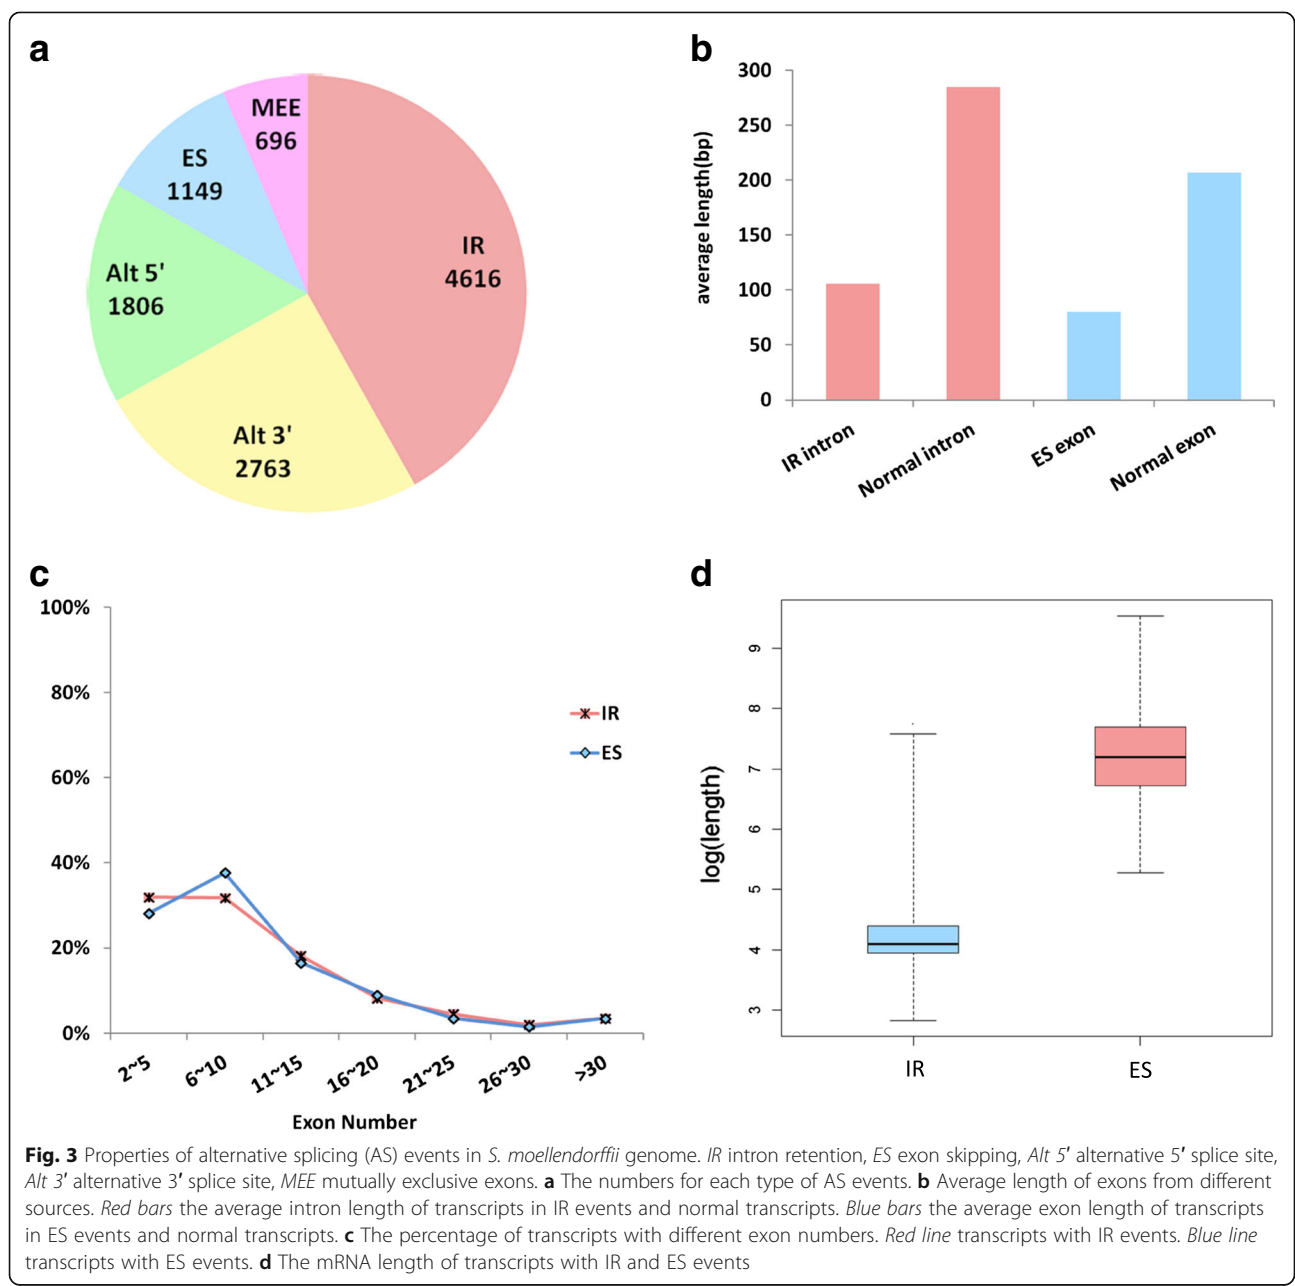 a
MEE
696
ES
1149
IR
4616
Alt 5'
1806
Alt 3'
2763
b
average length(bp)
300
250
200
150
100
50
0
IR intron
Normal intron
ES exon
Normal exon
c
100%
80%
60%
40%
20%
0%
IR
ES
2~5
6~10
11~15
16~20
21~25
26~30
>30
Exon Number
d
log(length)
9
8
7
6
5
4
3
IR
ES
Fig. 3 Properties of alternative splicing (AS) events in S. moellendorffii genome. IR intron retention, ES exon skipping, Alt 5′ alternative 5′ splice site,
Alt 3′ alternative 3′ splice site, MEE mutually exclusive exons. a The numbers for each type of AS events. b Average length of exons from different
sources. Red bars the average intron length of transcripts in IR events and normal transcripts. Blue bars the average exon length of transcripts
in ES events and normal transcripts. c The percentage of transcripts with different exon numbers. Red line transcripts with IR events. Blue line
transcripts with ES events. d The mRNA length of transcripts with IR and ES events